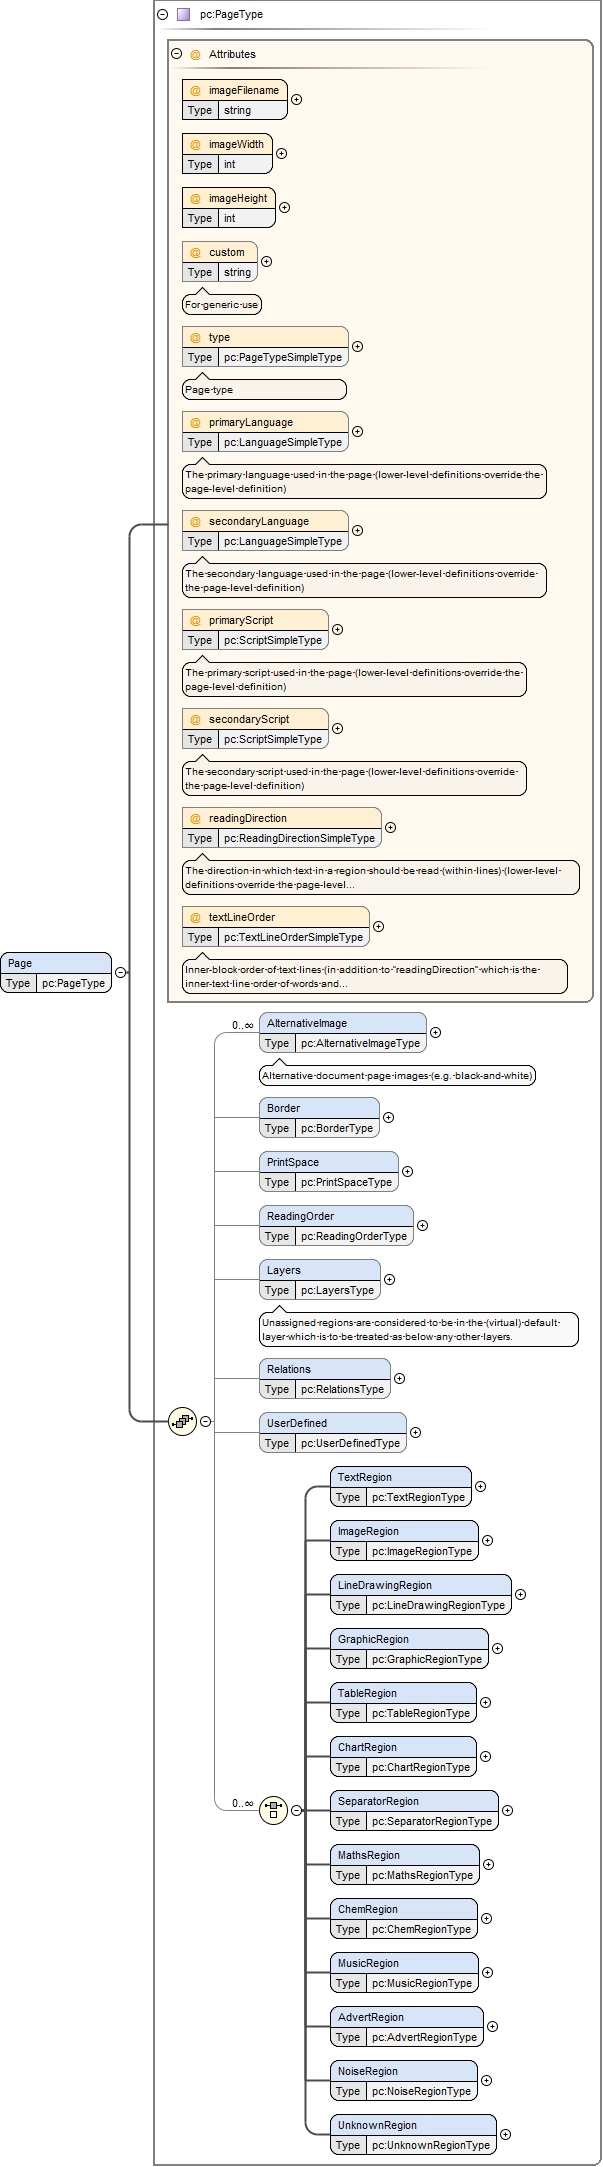 pc:PageType
@ Attributes
@ imageFilename
Type string
@ imageWidth
Type int
@ imageHeight
Type int
@ custom
Type string
For·generic·use
@ type
Type pc:PageTypeSimpleType
Page·type
@ primaryLanguage
Type pc:LanguageSimpleType
The·primary·language·used·in·the·page·(lower-level·definitions·override·the·
page-level·definition)
@ secondaryLanguage
Type pc:LanguageSimpleType
The·secondary·language·used·in·the·page·(lower-level·definitions·override·
the·page-level·definition)
@ primaryScript
Type pc:ScriptSimpleType
The·primary·script·used·in·the·page·(lower-level·definitions·override·the·
page-level·definition)
@ secondaryScript
Type pc:ScriptSimpleType
The·secondary·script·used·in·the·page·(lower-level·definitions·override·
the·page-level·definition)
@ readingDirection
Type pc:ReadingDirectionSimpleType
The·direction·in·which·text·in·a·region·should·be·read·(within·lines)·(lower-level·
definitions·override·the·page-level...
@ textLineOrder
Type pc:TextLineOrderSimpleType
Inner-block·order·of·text·lines·(in·addition·to·"readingDirection"·which·is·the·
inner-text·line·order·of·words·and...
Page
Type pc:PageType
0..∞
AlternativeImage
Type pc:AlternativeImageType
Alternative·document·page·images·(e.g.·black-and-white)
Border
Type pc:BorderType
PrintSpace
Type pc:PrintSpaceType
ReadingOrder
Type pc:ReadingOrderType
Layers
Type pc:LayersType
Unassigned·regions·are·considered·to·be·in·the·(virtual)·default·
layer·which·is·to·be·treated·as·below·any·other·layers.
Relations
Type pc:RelationsType
UserDefined
Type pc:UserDefinedType
TextRegion
Type pc:TextRegionType
ImageRegion
Type pc:ImageRegionType
LineDrawingRegion
Type pc:LineDrawingRegionType
GraphicRegion
Type pc:GraphicRegionType
TableRegion
Type pc:TableRegionType
ChartRegion
Type pc:ChartRegionType
0..∞
SeparatorRegion
Type pc:SeparatorRegionType
MathsRegion
Type pc:MathsRegionType
ChemRegion
Type pc:ChemRegionType
MusicRegion
Type pc:MusicRegionType
AdvertRegion
Type pc:AdvertRegionType
NoiseRegion
Type pc:NoiseRegionType
UnknownRegion
Type pc:UnknownRegionType